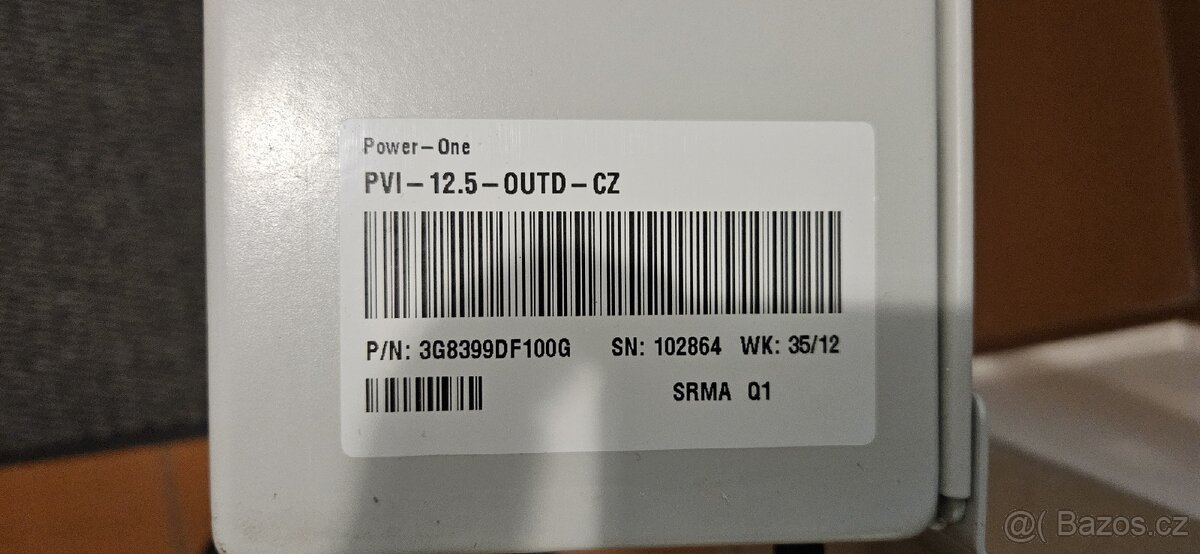 Power-One
PVI-12.5-OUTD-CZ
P/N: 3G8399DF100G SN: 102864 WK: 35/12
SRMA Q1
@( Bazos.cz